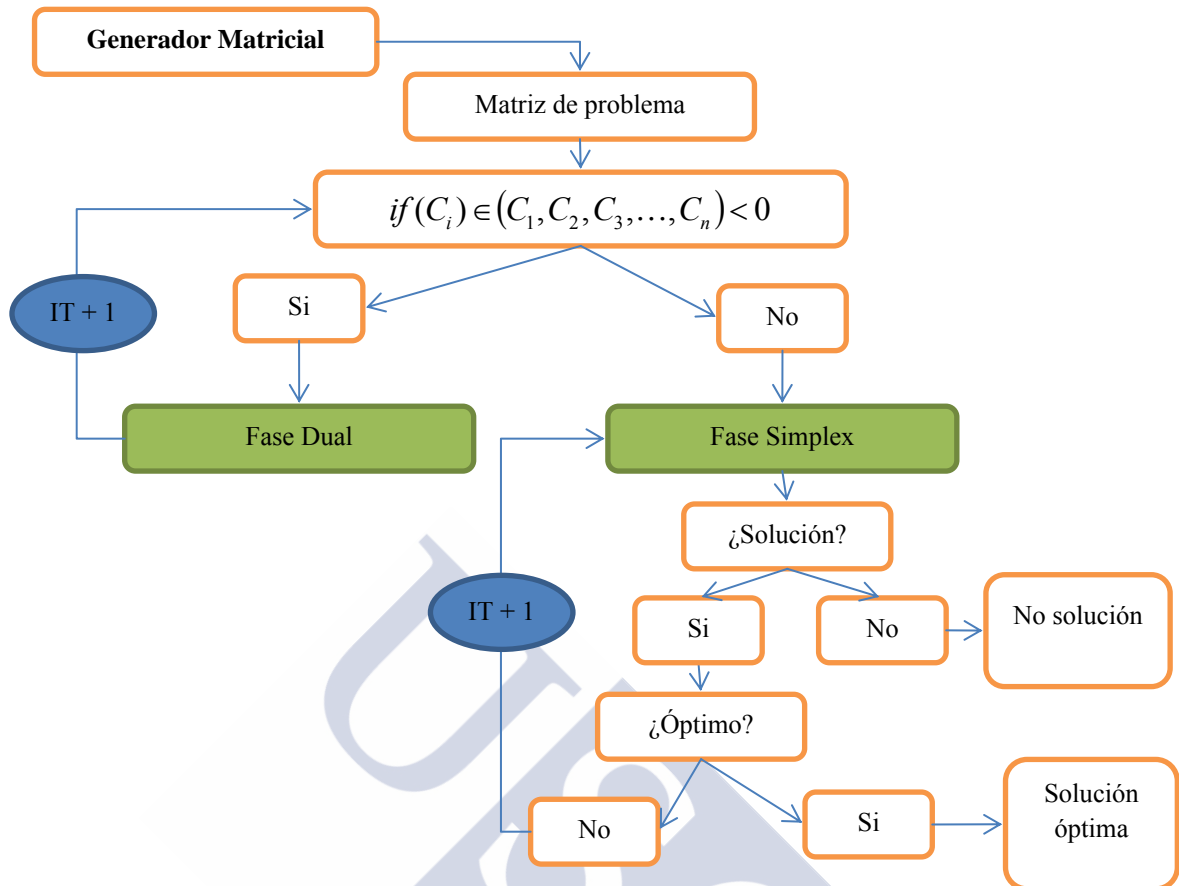 Generador Matricial
Matriz de problema
if(C_i)∈(C_1,C_2,C_3,…,C_n)<0
IT + 1
Si
No
Fase Dual
Fase Simplex
¿Solución?
IT + 1
Si
No
No solución
¿Óptimo?
No
Si
Solución
óptima
US